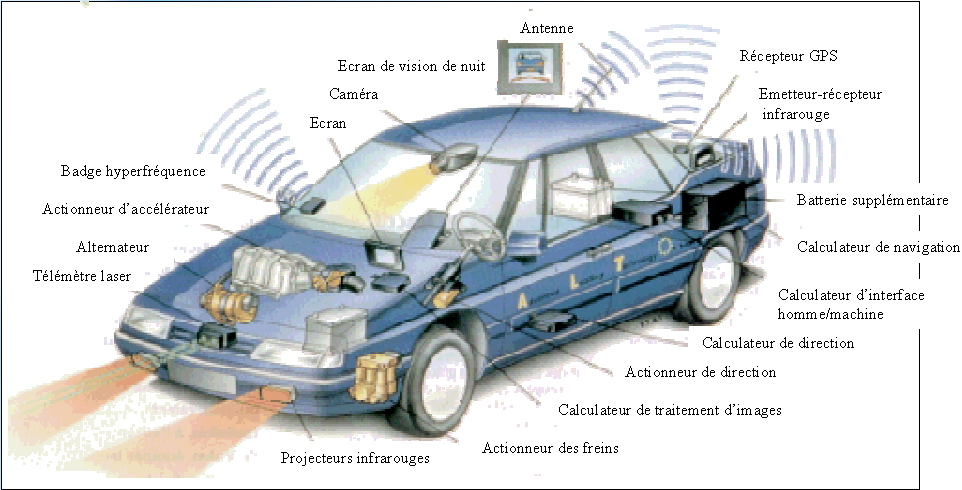 Antenne
Ecran de vision de nuit
Récepteur GPS
Caméra
Emetteur-récepteur
infrarouge
Ecran
Badge hyperfréquence
Actionneur d'accélérateur
Batterie supplémentaire
Alternateur
Calculateur de navigation
Télémètre laser
Calculateur d'interface
homme/machine
Calculateur de direction
Actionneur de direction
Calculateur de traitement d'images
Actionneur des freins
Projecteurs infrarouges
A L T